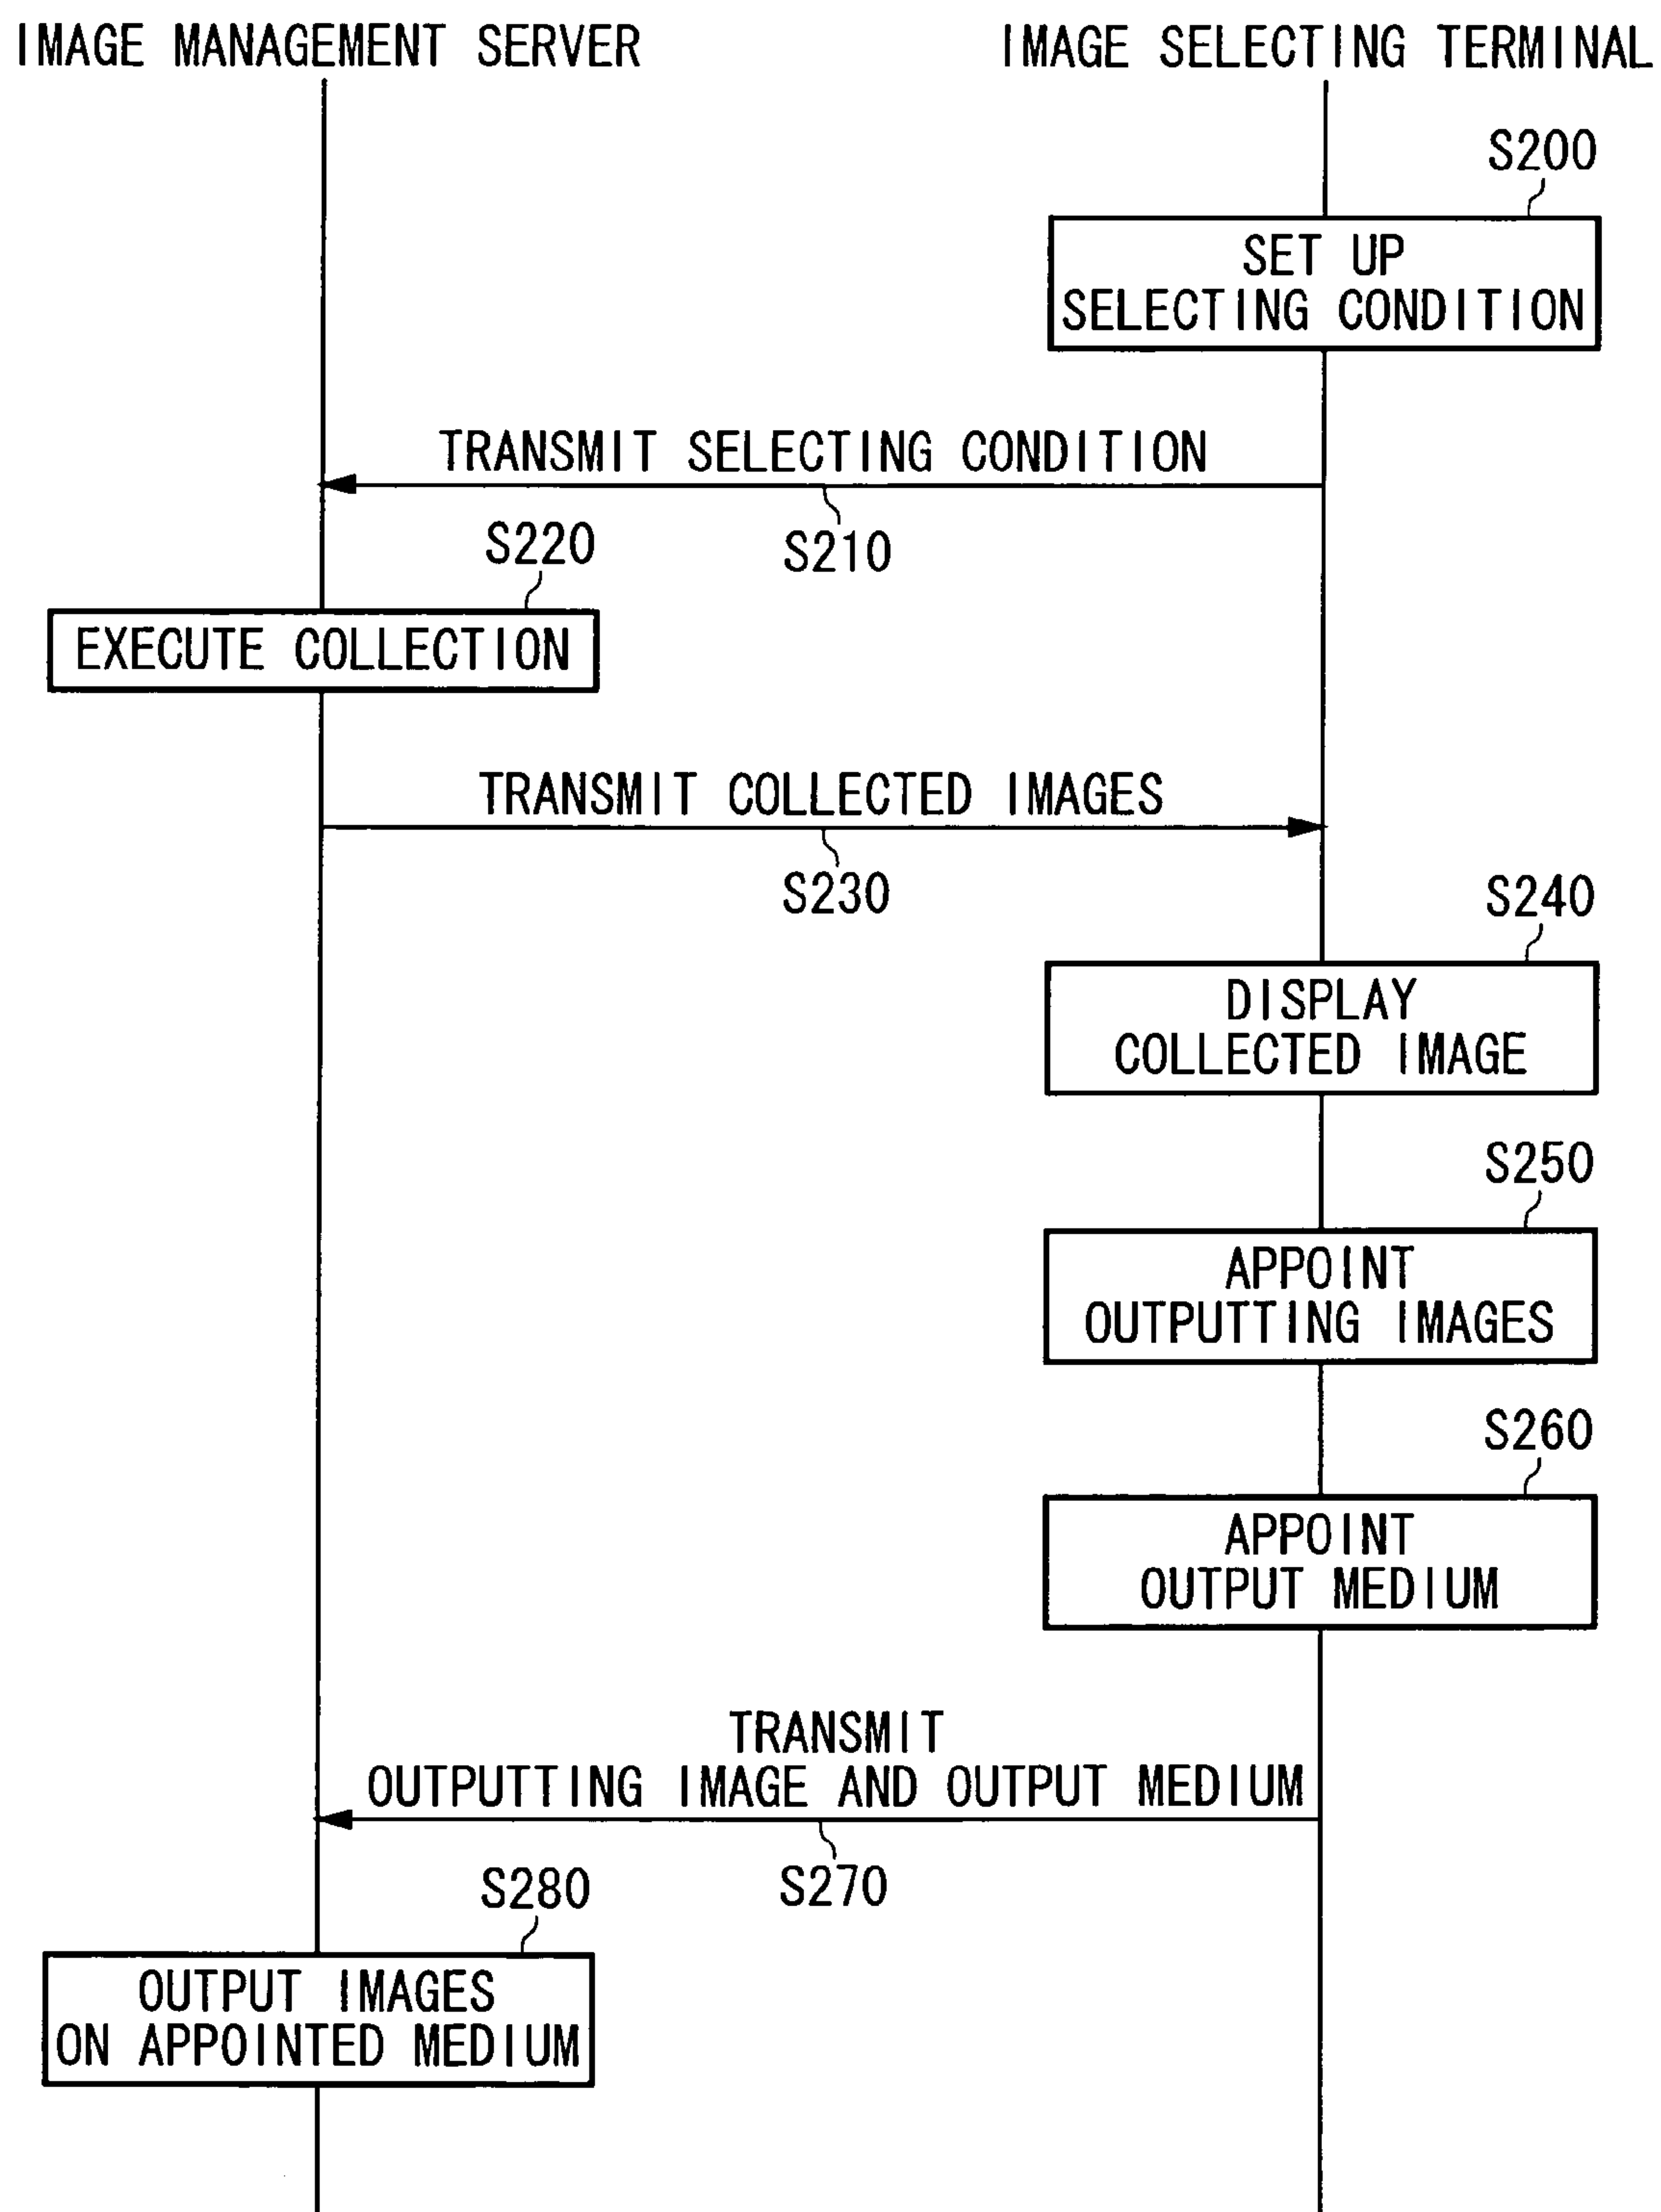 IMAGE MANAGEMENT SERVER
IMAGE SELECTING TERMINAL
S200
SET UP
SELECTING CONDITION
TRANSMIT SELECTING CONDITION
S210
S220
EXECUTE COLLECTION
TRANSMIT COLLECTED IMAGES
S230
S240
DISPLAY
COLLECTED IMAGE
S250
APPOINT
OUTPUTTING IMAGES
S260
APPOINT
OUTPUT MEDIUM
TRANSMIT
OUTPUTTING IMAGE AND OUTPUT MEDIUM
S270
S280
OUTPUT IMAGES
ON APPOINTED MEDIUM